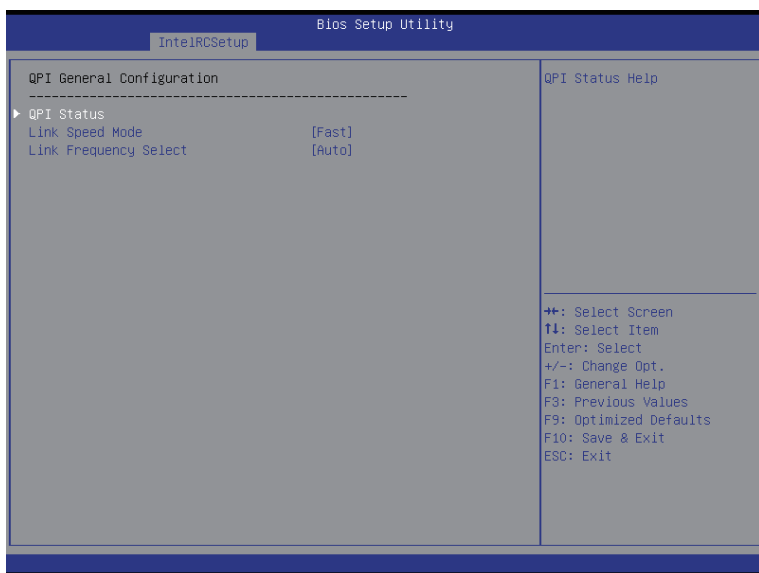 Bios Setup Utility
IntelRCSetup
QPI General Configuration
--------------------------------------------------
QPI Status
Link Speed Mode [Fast]
Link Frequency Select [Auto]
QPI Status Help
→←: Select Screen
↑↓: Select Item
Enter: Select
+/-: Change Opt.
F1: General Help
F3: Previous Values
F9: Optimized Defaults
F10: Save & Exit
ESC: Exit